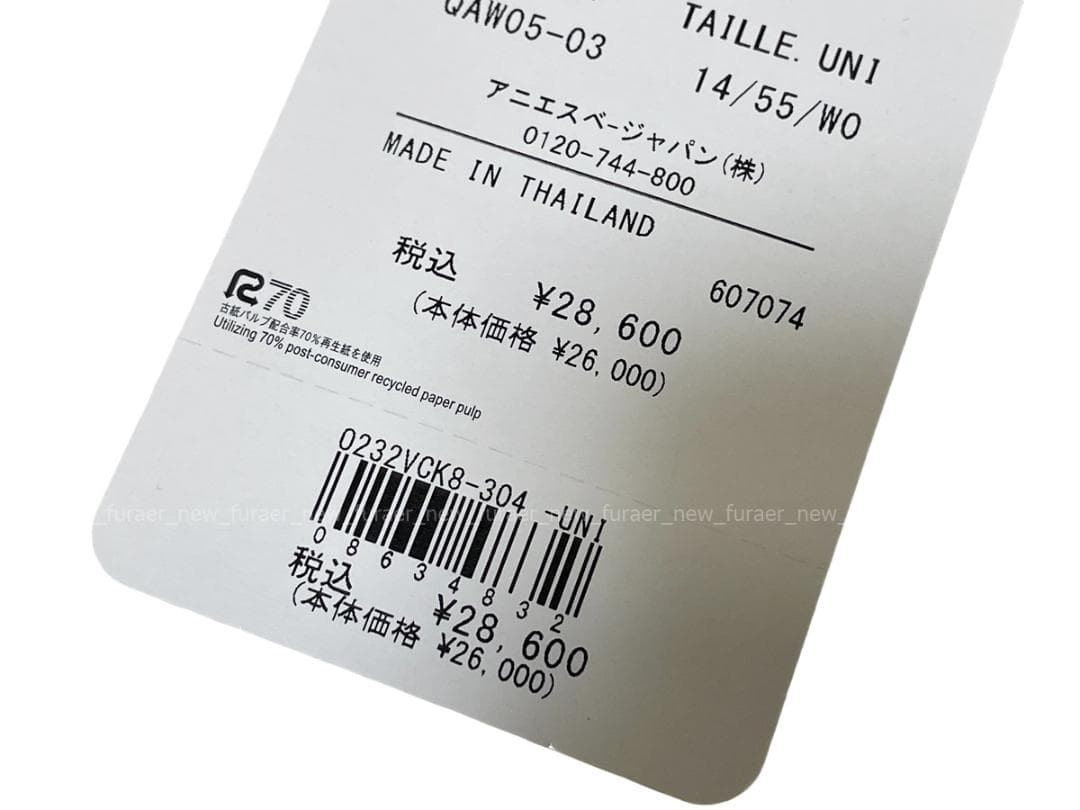 QAW05-03
TAILLE. UNI
14/55/WO
アニエスベージャパン(株)
0120-744-800
MADE IN THAILAND
607074
税込 ¥28,600
(本体価格 ¥26,000)
R70
古紙パルプ配合率70%再生紙を使用
Utilizing 70% post-consumer recycled paper pulp
0232VCK8-304 -UNI
_furaer_new_furaer_new_furaer_new_furaer_new_furaer_new_furaer_new_
08634832
税込 ¥28,600
(本体価格 ¥26,000)